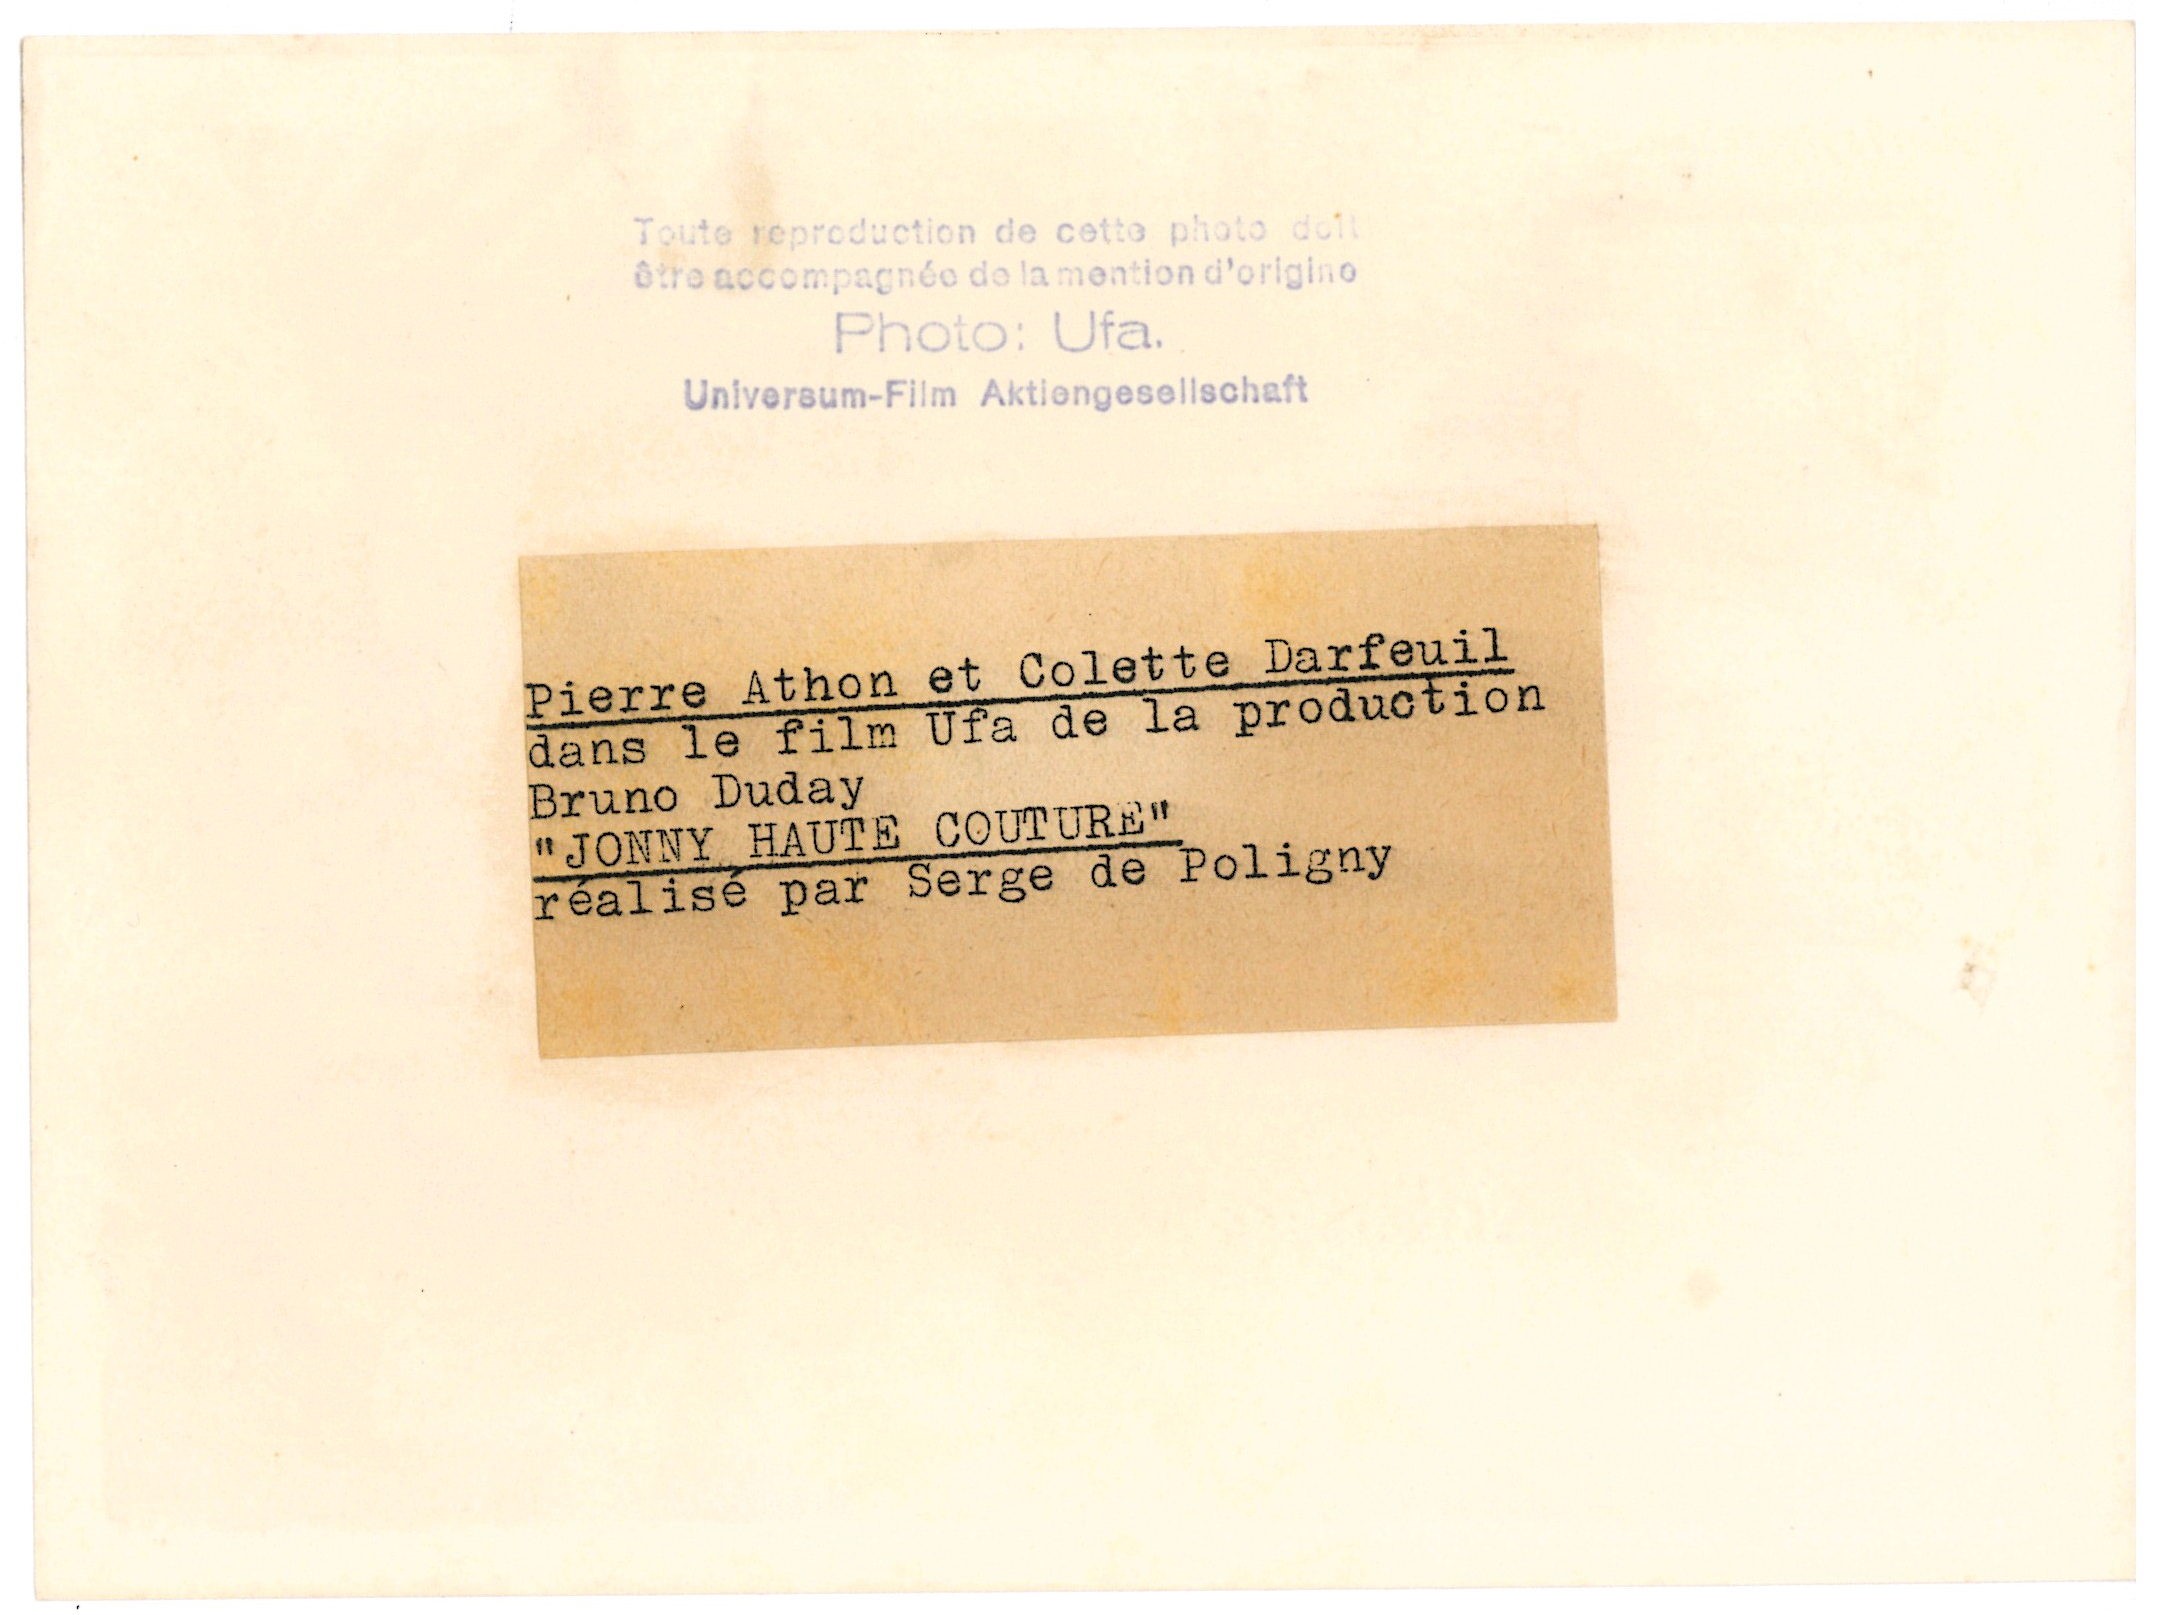 Toute reproduction de cette photo doit
être accompagnée de la mention d'origine
Photo: Ufa.
Universum-Film Aktiengesellschaft
Pierre Athon et Colette Darfeuil
dans le film Ufa de la production
Bruno Duday
"JONNY HAUTE COUTURE"
réalisé par Serge de Poligny